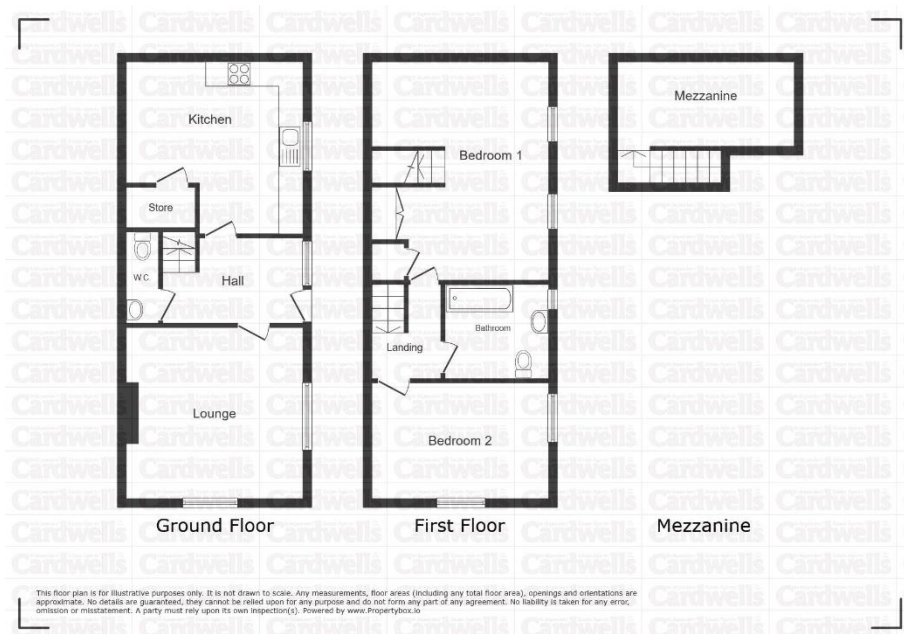 Kitchen
Store
W.C
Hall
Lounge
Ground Floor
Bedroom 1
Landing
Bathroom
Bedroom 2
First Floor
Mezzanine
Mezzanine
Cardwells
This floor plan is for illustrative purposes only. It is not drawn to scale. Any measurements, floor areas (including any total floor area), openings and orientations are
approximate. No details are guaranteed, they cannot be relied upon for any purpose and do not form any part of any agreement. No liability is taken for any error,
omission or misstatement. A party must rely upon its own inspection(s). Powered by www.Propertybox.io